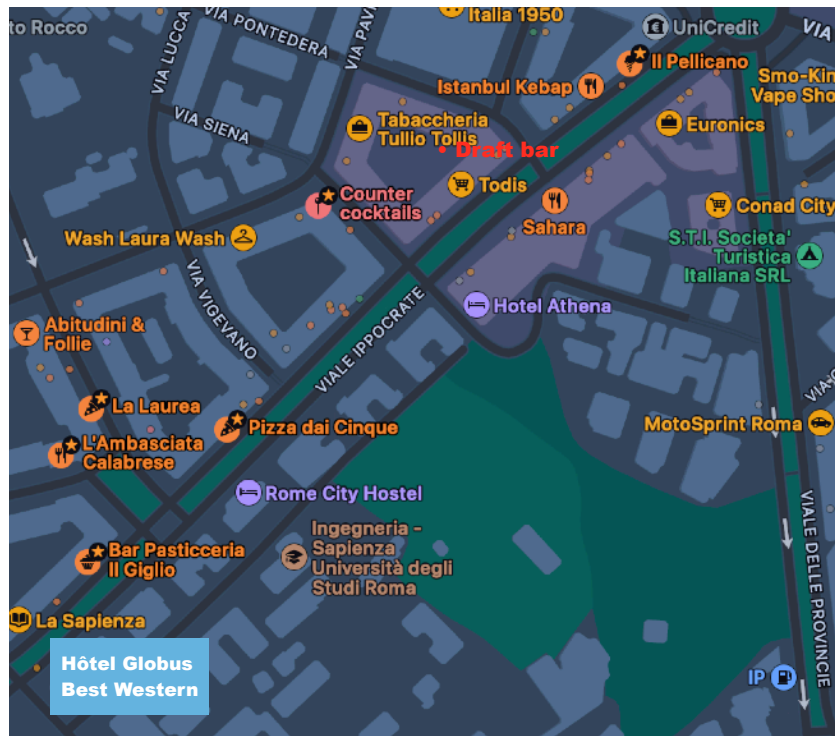 to Rocco
VIA PONTEDERA
VIA LUCCA
VIA PAVI
Italia 1950
UniCredit
VIA
VIA SIENA
Il Pellicano
Istanbul Kebap
Smo-Kin
Vape Sho
Tabaccheria
Tullio Tollis
Euronics
Draft bar
Todis
Counter
cocktails
Sahara
Conad City
Wash Laura Wash
S.T.I. Societa'
Turistica
Italiana SRL
VIA VIGEVANO
VIALE IPPOCRATE
Hotel Athena
Abitudini &
Follie
La Laurea
VIA
Pizza dai Cinque
MotoSprint Roma
L'Ambasciata
Calabrese
Rome City Hostel
VIALE DELLE PROVINCIE
Ingegneria -
Sapienza
Università degli
Studi Roma
Bar Pasticceria
Il Giglio
La Sapienza
Hôtel Globus
Best Western
IP